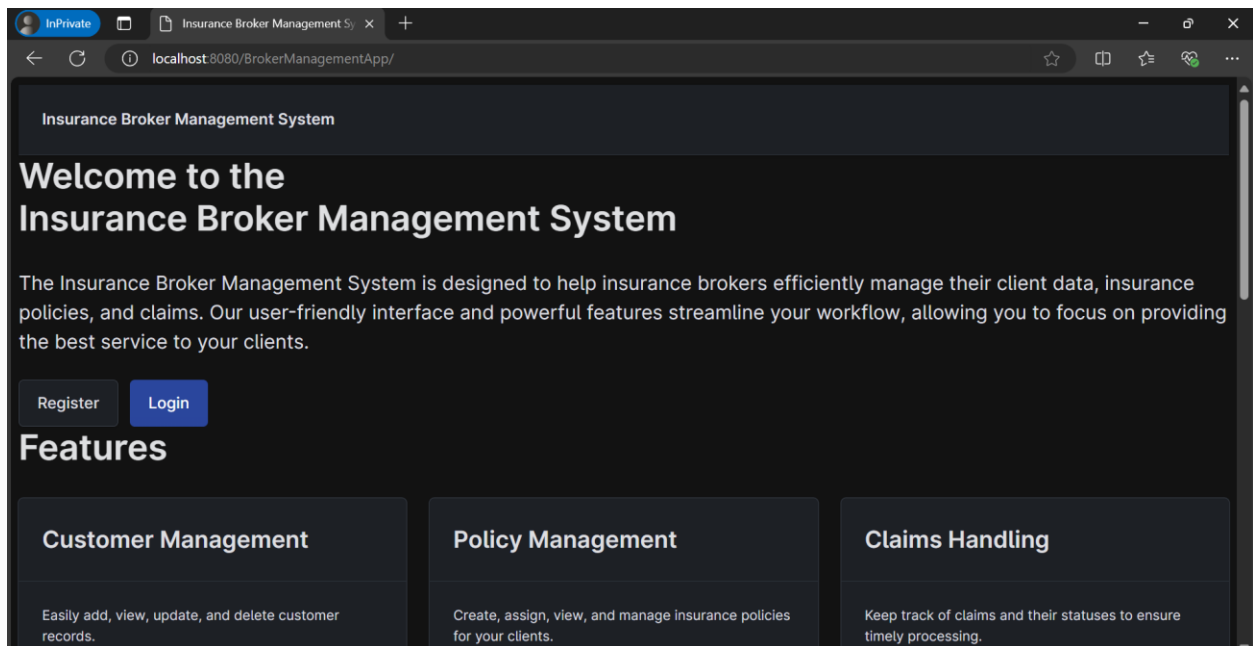 InPrivate
Insurance Broker Management Sy
localhost:8080/BrokerManagementApp/
Insurance Broker Management System
Welcome to the
Insurance Broker Management System
The Insurance Broker Management System is designed to help insurance brokers efficiently manage their client data, insurance
policies, and claims. Our user-friendly interface and powerful features streamline your workflow, allowing you to focus on providing
the best service to your clients.
Register
Login
Features
Customer Management
Policy Management
Claims Handling
Easily add, view, update, and delete customer
records.
Create, assign, view, and manage insurance policies
for your clients.
Keep track of claims and their statuses to ensure
timely processing.